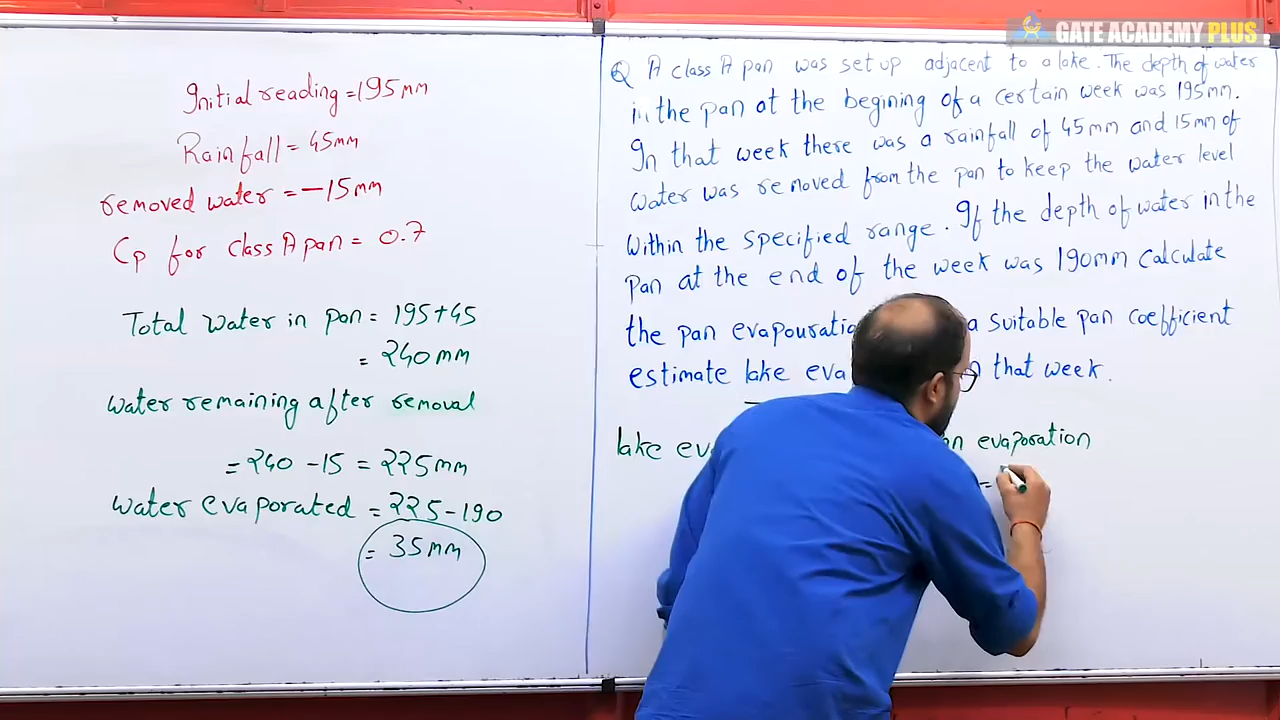 GATE ACADEMY PLUS
Initial reading = 195 mm
Rainfall = 45mm
removed water = -15mm
Cp for class A pan = 0.7
Total water in pan = 195+45
= 240mm
water remaining after removal
= 240 - 15 = 225mm
water evaporated = 225-190
= 35mm
Q A class A pan was set up adjacent to a lake. The depth of water
in the pan at the begining of a certain week was 195mm.
In that week there was a rainfall of 45mm and 15mm of
water was removed from the pan to keep the water level
within the specified range. If the depth of water in the
pan at the end of the week was 190mm calculate
the pan a suitable pan coefficient
estimate lake that week.
lake evaporation
=